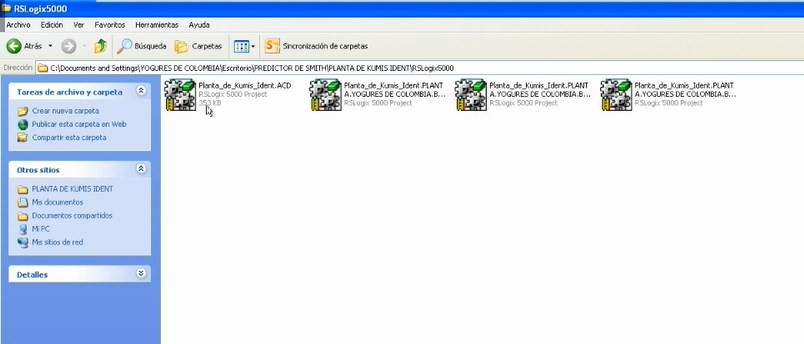 RSLogix5000
Archivo Edición Ver Favoritos Herramientas Ayuda
Atrás Búsqueda Carpetas Sincronización de carpetas
Dirección C:\Documents and Settings\YOGURES DE COLOMBIA\Escritorio\PREDICTOR DE SMITH\PLANTA DE KUMIS IDENT\RSLogix5000
Tareas de archivo y carpeta
Crear nueva carpeta
Publicar esta carpeta en Web
Compartir esta carpeta
Otros sitios
PLANTA DE KUMIS IDENT
Mis documentos
Documentos compartidos
Mi PC
Mis sitios de red
Detalles
Planta_de_Kumis_Ident.ACD
RSLogix 5000 Project
353 KB
Planta_de_Kumis_Ident.PLANT
A.YOGURES DE COLOMBIA.B...
RSLogix 5000 Project
Planta_de_Kumis_Ident.PLANT
A.YOGURES DE COLOMBIA.B...
RSLogix 5000 Project
Planta_de_Kumis_Ident.PLANT
A.YOGURES DE COLOMBIA.B...
RSLogix 5000 Project